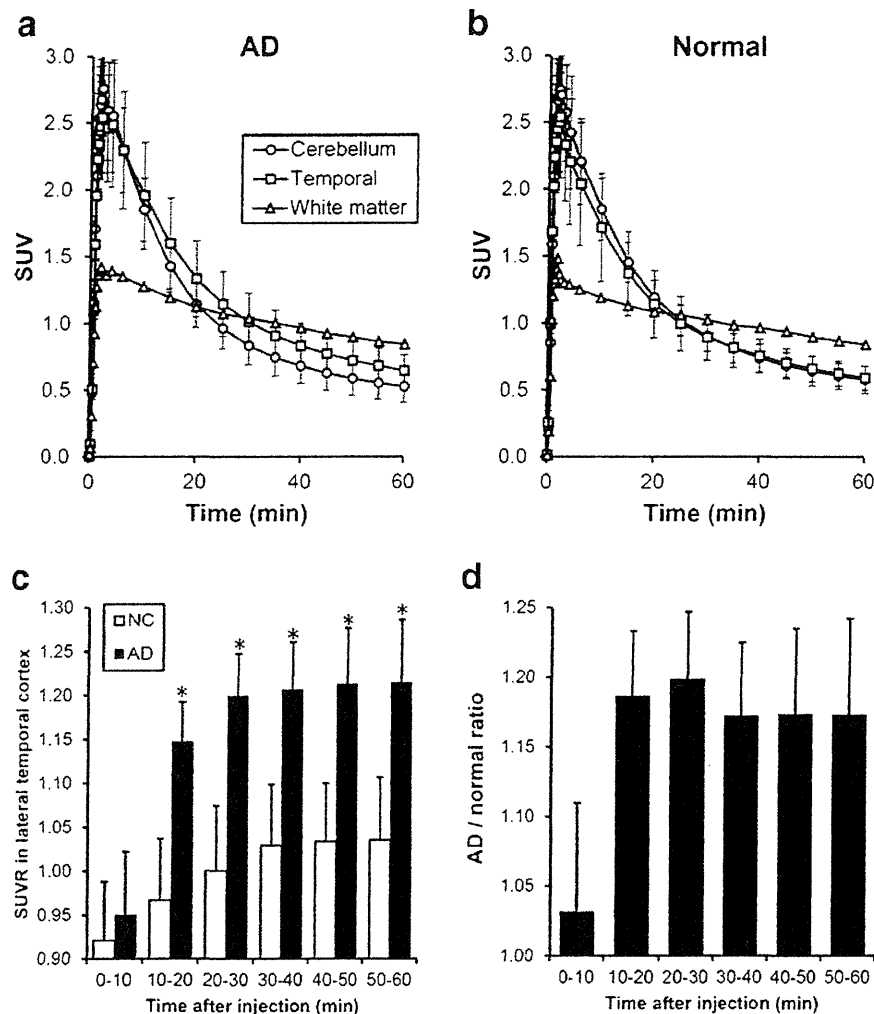 a
AD
3.0
2.5
2.0
1.5
1.0
0.5
0.0
SUV
Cerebellum
Temporal
White matter
0 20 40 60
Time (min)
b
Normal
3.0
2.5
2.0
1.5
1.0
0.5
0.0
SUV
0 20 40 60
Time (min)
c
1.30
1.25
1.20
1.15
1.10
1.05
1.00
0.95
0.90
SUVR in lateral temporal cortex
NC
AD
* * * * *
0-10 10-20 20-30 30-40 40-50 50-60
Time after injection (min)
d
1.25
1.20
1.15
1.10
1.05
1.00
AD / normal ratio
0-10 10-20 20-30 30-40 40-50 50-60
Time after injection (min)